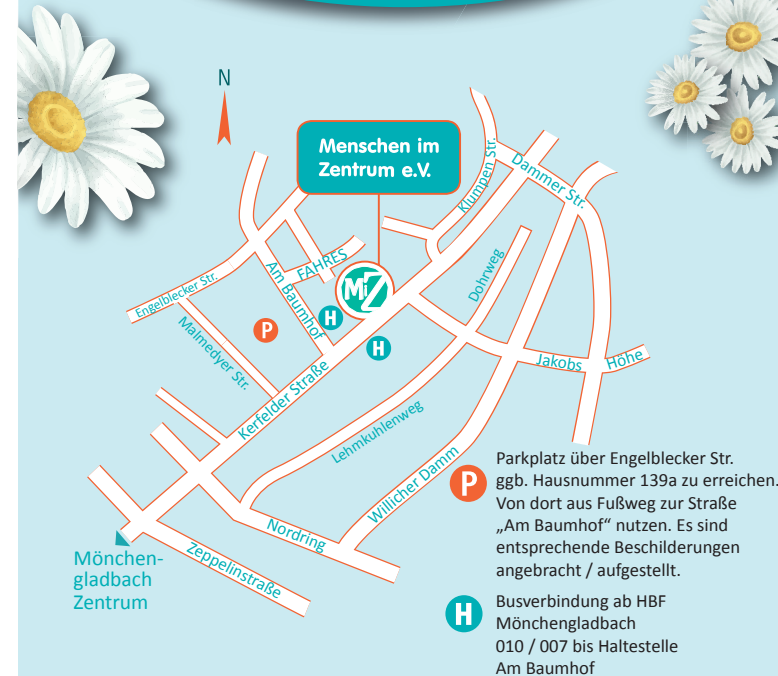 N
Menschen im
Zentrum e.V.
Klumpen Str.
Dammer Str.
FAHRES
Am Baumhof
Engelblecker Str.
MiZ
Dohrweg
H
P
H
Malmedyer Str.
Jakobs Höhe
Kerfelder Straße
Lehmkuhlenweg
Willicher Damm
Nordring
Zeppelinstraße
Mönchen-
gladbach
Zentrum
P
Parkplatz über Engelblecker Str.
ggb. Hausnummer 139a zu erreichen.
Von dort aus Fußweg zur Straße
„Am Baumhof“ nutzen. Es sind
entsprechende Beschilderungen
angebracht / aufgestellt.
H
Busverbindung ab HBF
Mönchengladbach
010 / 007 bis Haltestelle
Am Baumhof